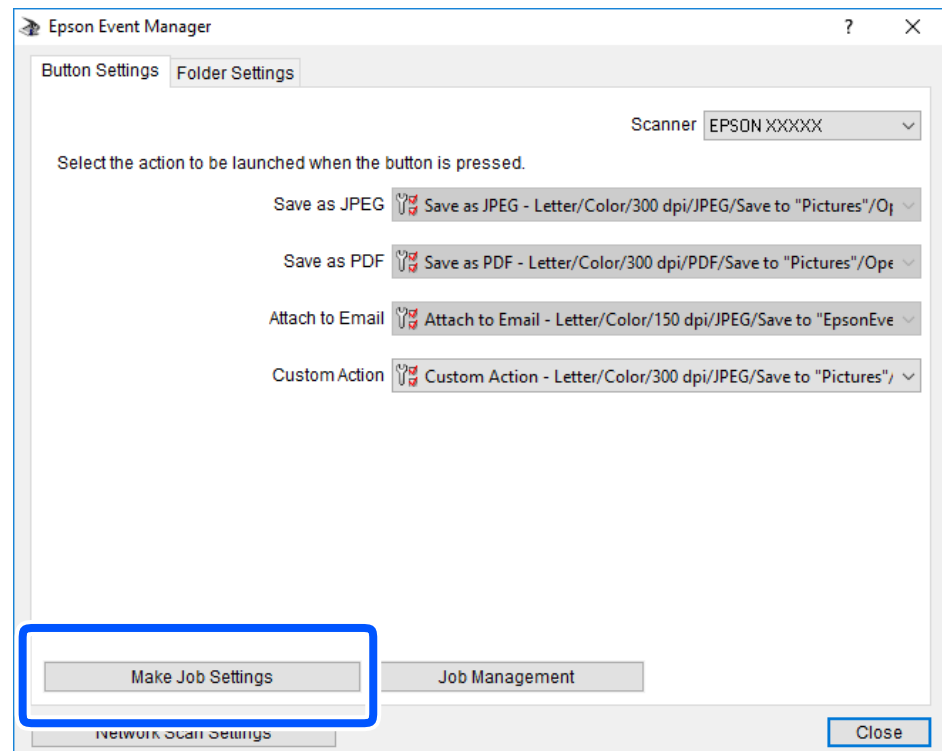 Epson Event Manager
Button Settings Folder Settings
Scanner EPSON XXXXX
Select the action to be launched when the button is pressed.
Save as JPEG Save as JPEG - Letter/Color/300 dpi/JPEG/Save to "Pictures"/Op
Save as PDF Save as PDF - Letter/Color/300 dpi/PDF/Save to "Pictures"/Ope
Attach to Email Attach to Email - Letter/Color/150 dpi/JPEG/Save to "EpsonEve
Custom Action Custom Action - Letter/Color/300 dpi/JPEG/Save to "Pictures"/
Make Job Settings Job Management
Network Scan Settings Close